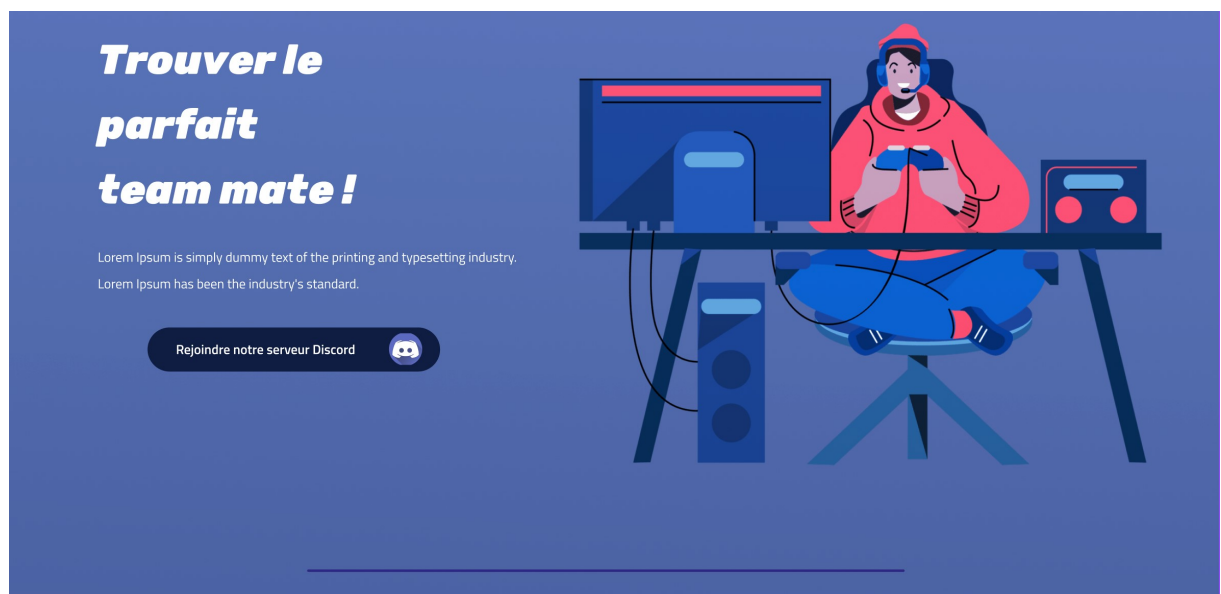 Trouver le
parfait
team mate !
Lorem Ipsum is simply dummy text of the printing and typesetting industry.
Lorem Ipsum has been the industry's standard.
Rejoindre notre serveur Discord